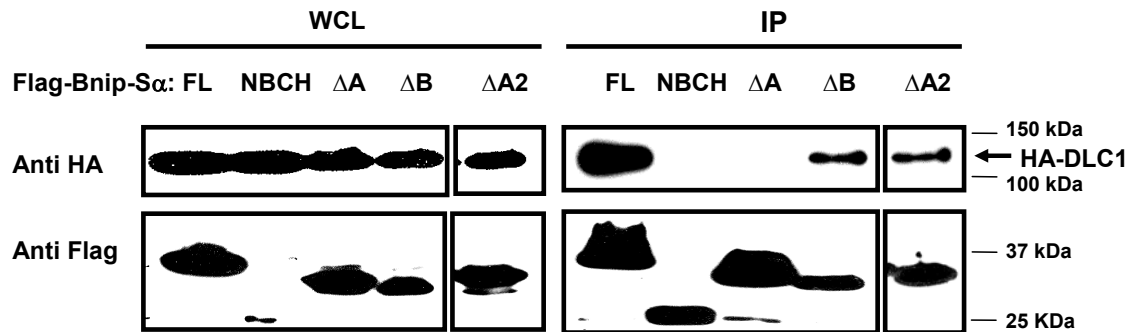 WCL IP
Flag-Bnip-Sα: FL NBCH ΔA ΔB ΔA2 FL NBCH ΔA ΔB ΔA2
150 kDa
Anti HA HA-DLC1
100 kDa
Anti Flag 37 kDa
25 KDa